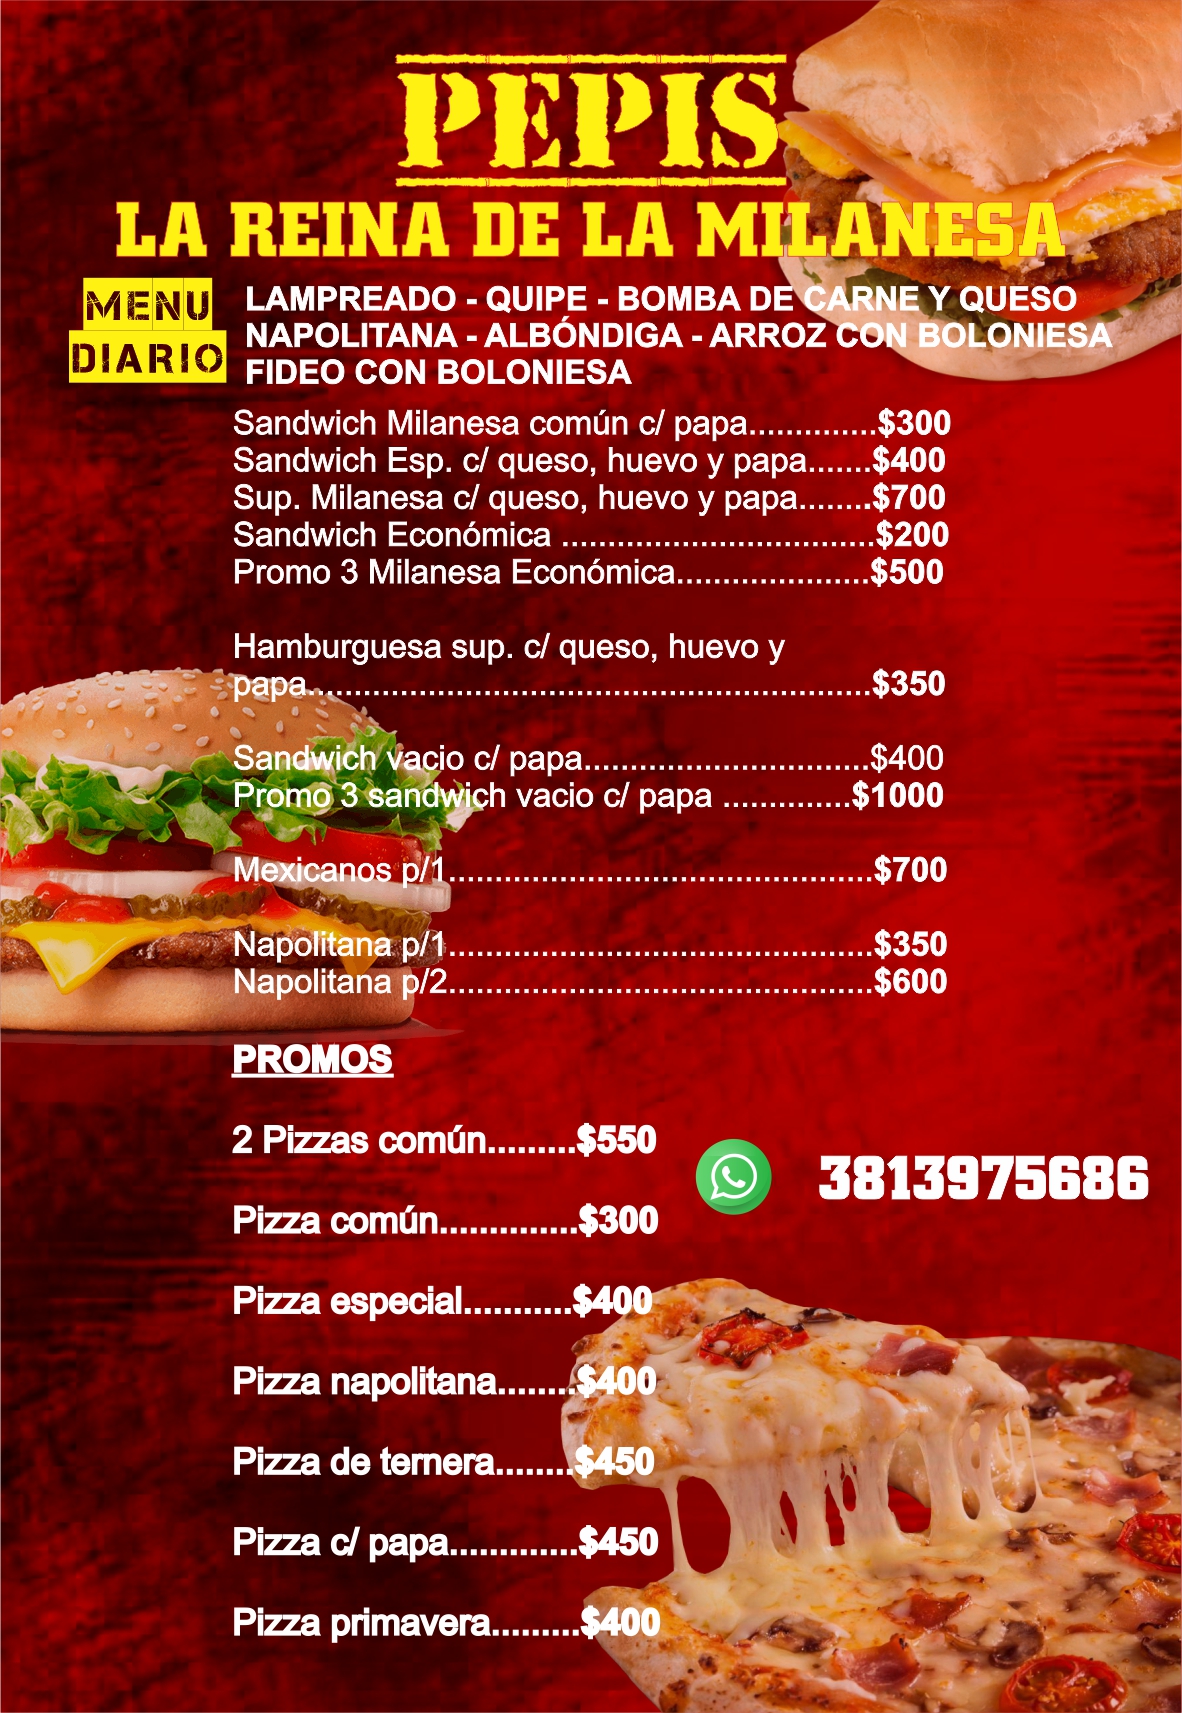 PEPIS
LA REINA DE LA MILANESA
MENU
DIARIO
LAMPREADO - QUIPE - BOMBA DE CARNE Y QUESO
NAPOLITANA - ALBÓNDIGA - ARROZ CON BOLONIESA
FIDEO CON BOLONIESA
Sandwich Milanesa común c/ papa..............$300
Sandwich Esp. c/ queso, huevo y papa.......$400
Sup. Milanesa c/ queso, huevo y papa........$700
Sandwich Económica ..................................$200
Promo 3 Milanesa Económica.....................$500
Hamburguesa sup. c/ queso, huevo y
papa.............................................................$350
Sandwich vacio c/ papa...............................$400
Promo 3 sandwich vacio c/ papa ..............$1000
Mexicanos p/1..............................................$700
Napolitana p/1..............................................$350
Napolitana p/2..............................................$600
PROMOS
2 Pizzas común.........$550
3813975686
Pizza común..............$300
Pizza especial...........$400
Pizza napolitana........$400
Pizza de ternera........$450
Pizza c/ papa.............$450
Pizza primavera.........$400